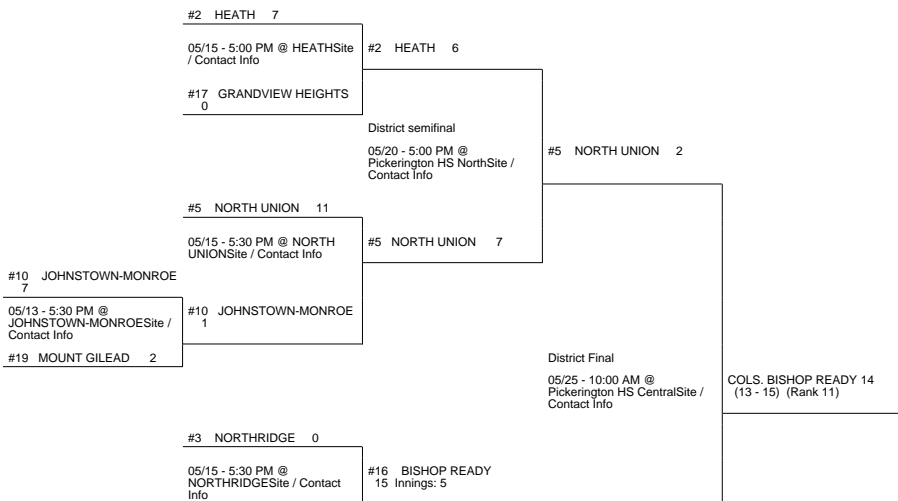 #2 HEATH 7
05/15 - 5:00 PM @ HEATHSite
/ Contact Info
#17 GRANDVIEW HEIGHTS
0
#2 HEATH 6
District semifinal
05/20 - 5:00 PM @
Pickerington HS NorthSite /
Contact Info
#5 NORTH UNION 2
#5 NORTH UNION 11
05/15 - 5:30 PM @ NORTH
UNIONSite / Contact Info
#5 NORTH UNION 7
#10 JOHNSTOWN-MONROE
7
05/13 - 5:30 PM @
JOHNSTOWN-MONROESite /
Contact Info
#19 MOUNT GILEAD 2
#10 JOHNSTOWN-MONROE
1
District Final
05/25 - 10:00 AM @
Pickerington HS CentralSite /
Contact Info
COLS. BISHOP READY 14
(13 - 15) (Rank 11)
#3 NORTHRIDGE 0
05/15 - 5:30 PM @
NORTHRIDGESite / Contact
Info
#16 BISHOP READY
15 Innings: 5